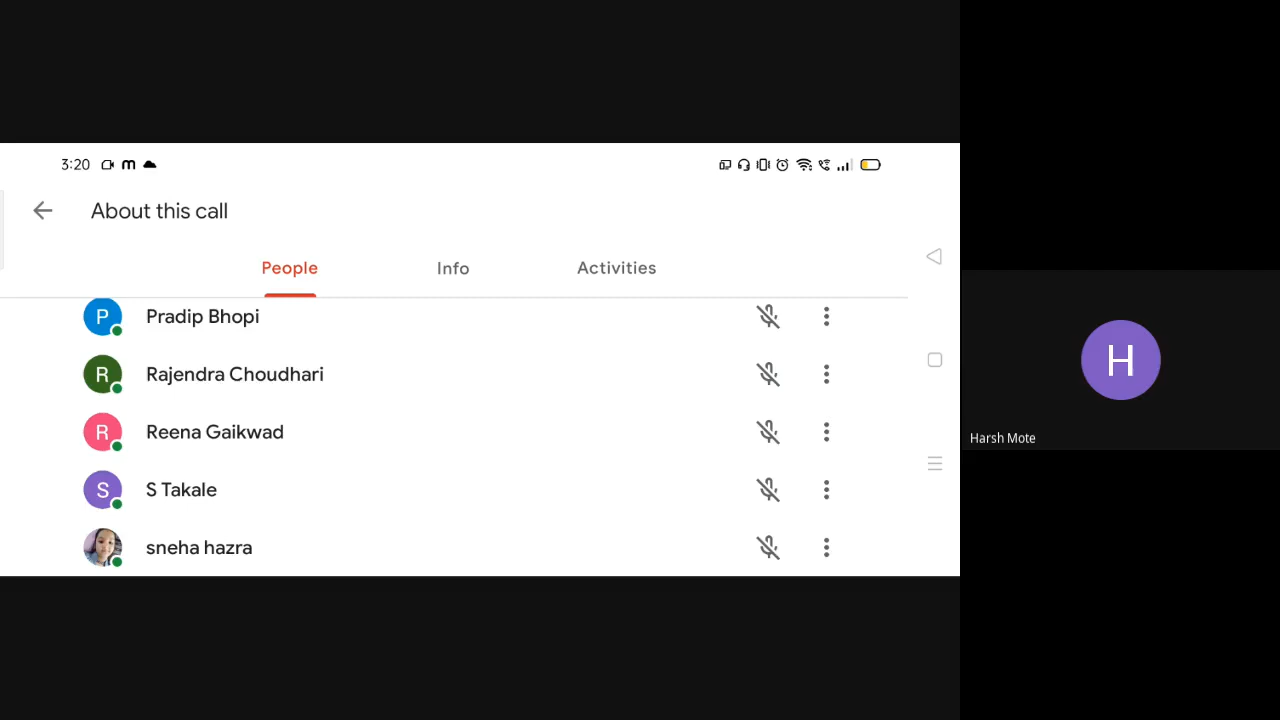 3:20 m
About this call
People Info Activities
P Pradip Bhopi
R Rajendra Choudhari
R Reena Gaikwad
S S Takale
sneha hazra
H
Harsh Mote